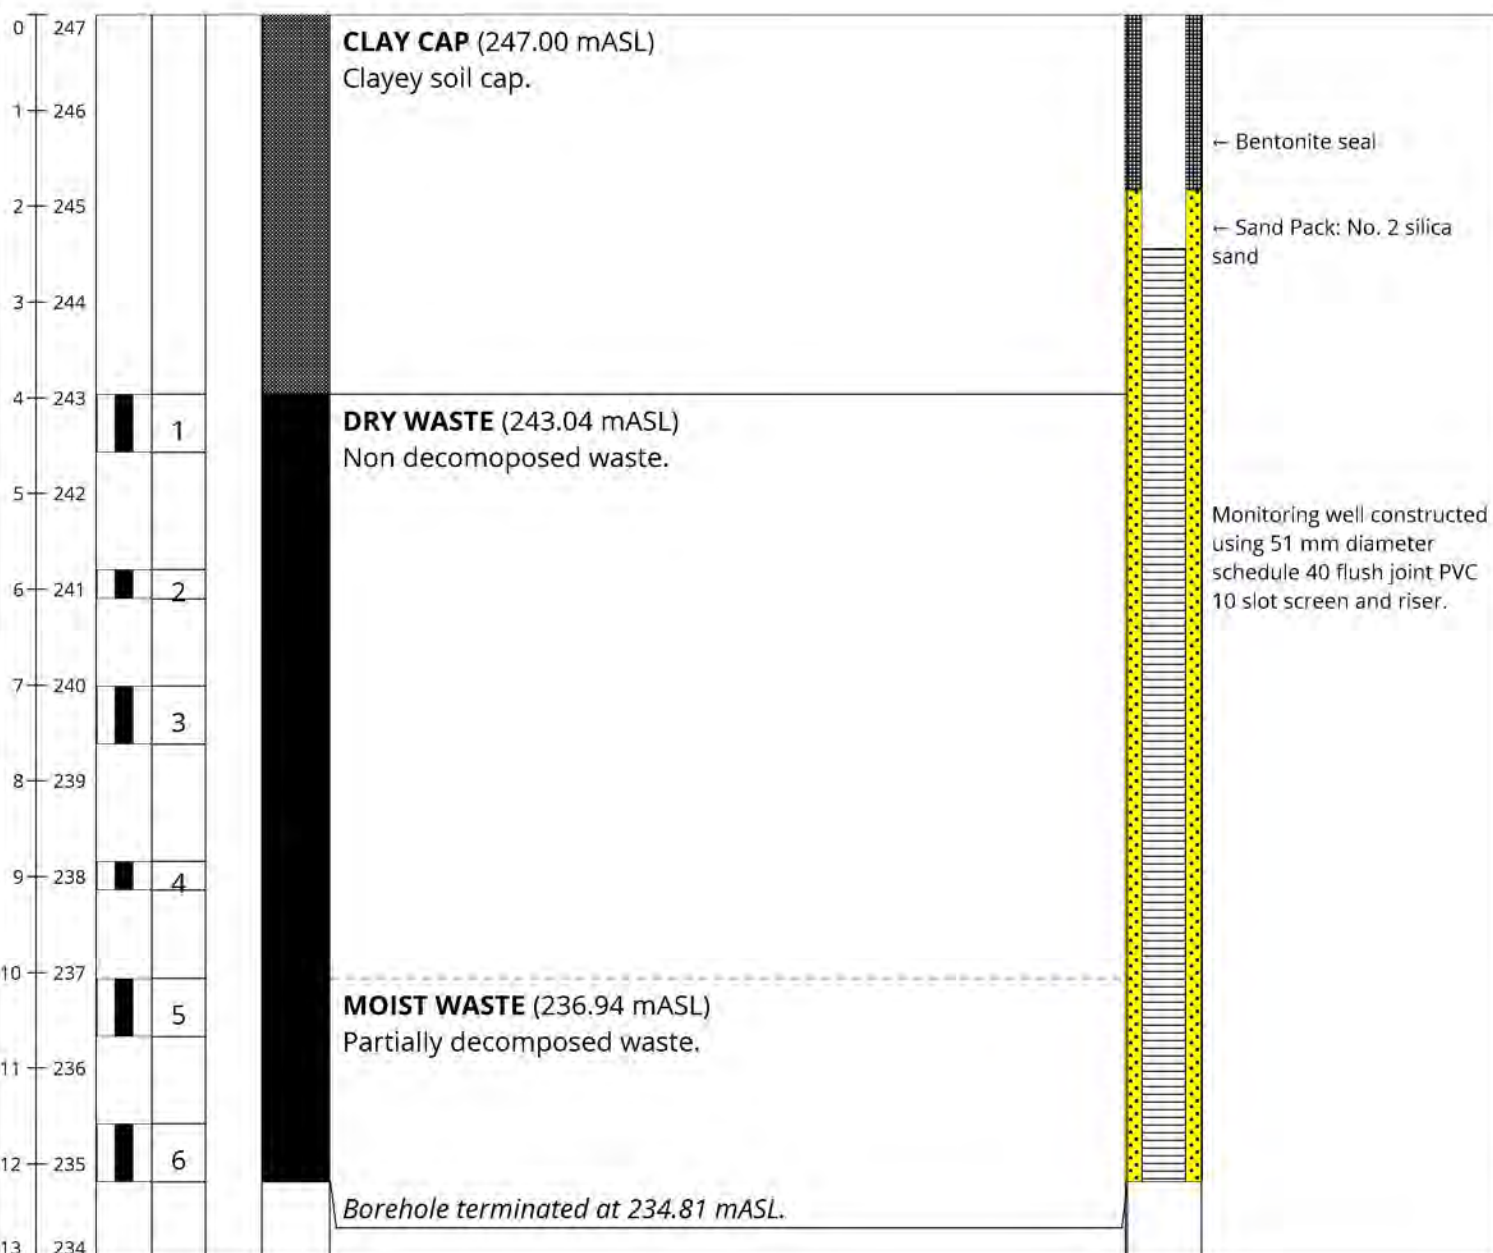 0 247
CLAY CAP (247.00 mASL)
Clayey soil cap.
1 246
← Bentonite seal
2 245
← Sand Pack: No. 2 silica
sand
3 244
4 243
1
DRY WASTE (243.04 mASL)
Non decomoposed waste.
5 242
Monitoring well constructed
using 51 mm diameter
schedule 40 flush joint PVC
10 slot screen and riser.
6 241
2
7 240
3
8 239
9 238
4
10 237
MOIST WASTE (236.94 mASL)
5
Partially decomposed waste.
11 236
12 235
6
Borehole terminated at 234.81 mASL.
13 234